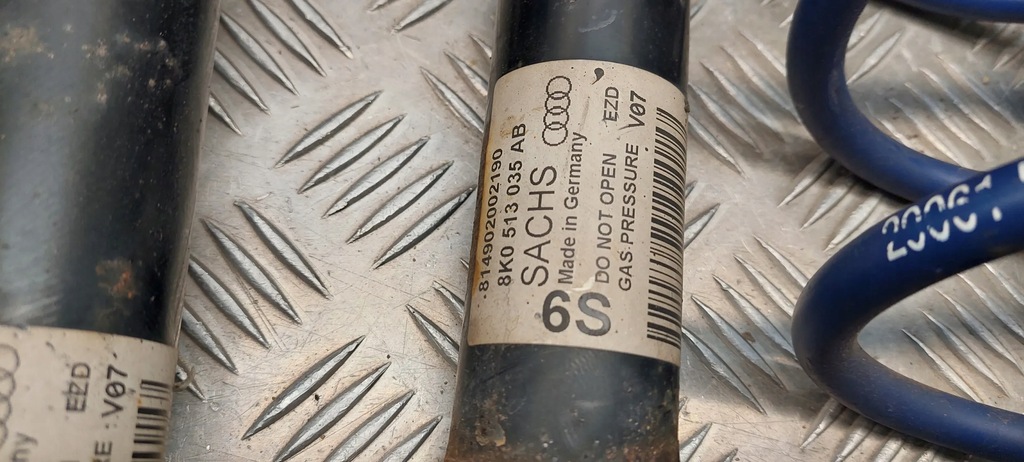 814902002190
8K0 513 035 AB
SACHS
Made in Germany
EZD
DO NOT OPEN
GAS PRESSURE V07
6S
EZD
V07